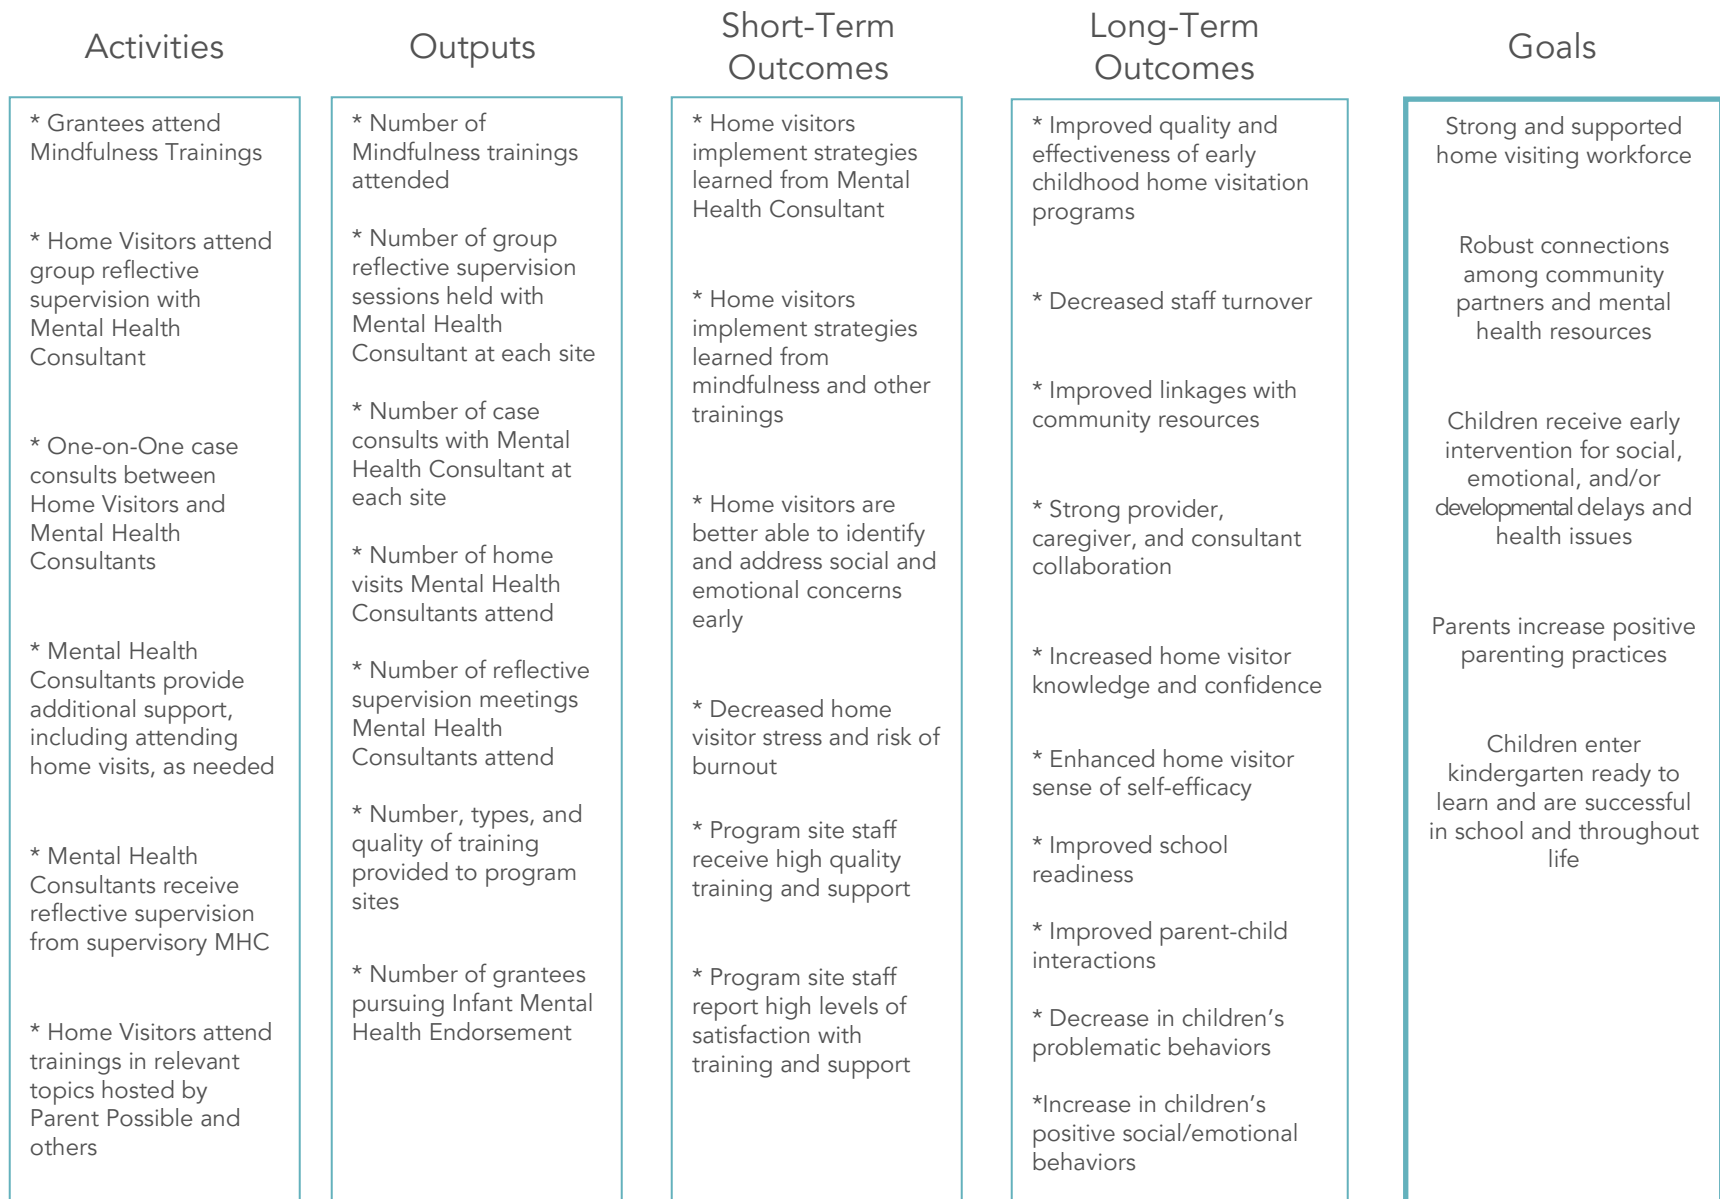 Activities
* Grantees attend
Mindfulness Trainings
* Home Visitors attend
group reflective
supervision with
Mental Health
Consultant
* One-on-One case
consults between
Home Visitors and
Mental Health
Consultants
* Mental Health
Consultants provide
additional support,
including attending
home visits, as needed
* Mental Health
Consultants receive
reflective supervision
from supervisory MHC
* Home Visitors attend
trainings in relevant
topics hosted by
Parent Possible and
others
Outputs
* Number of
Mindfulness trainings
attended
* Number of group
reflective supervision
sessions held with
Mental Health
Consultant at each site
* Number of case
consults with Mental
Health Consultant at
each site
* Number of home
visits Mental Health
Consultants attend
* Number of reflective
supervision meetings
Mental Health
Consultants attend
* Number, types, and
quality of training
provided to program
sites
* Number of grantees
pursuing Infant Mental
Health Endorsement
Short-Term
Outcomes
* Home visitors
implement strategies
learned from Mental
Health Consultant
* Home visitors
implement strategies
learned from
mindfulness and other
trainings
* Home visitors are
better able to identify
and address social and
emotional concerns
early
* Decreased home
visitor stress and risk of
burnout
* Program site staff
receive high quality
training and support
* Program site staff
report high levels of
satisfaction with
training and support
Long-Term
Outcomes
* Improved quality and
effectiveness of early
childhood home visitation
programs
* Decreased staff turnover
* Improved linkages with
community resources
* Strong provider,
caregiver, and consultant
collaboration
* Increased home visitor
knowledge and confidence
* Enhanced home visitor
sense of self-efficacy
* Improved school
readiness
* Improved parent-child
interactions
* Decrease in children’s
problematic behaviors
*Increase in children’s
positive social/emotional
behaviors
Goals
Strong and supported
home visiting workforce
Robust connections
among community
partners and mental
health resources
Children receive early
intervention for social,
emotional, and/or
developmental delays and
health issues
Parents increase positive
parenting practices
Children enter
kindergarten ready to
learn and are successful
in school and throughout
life